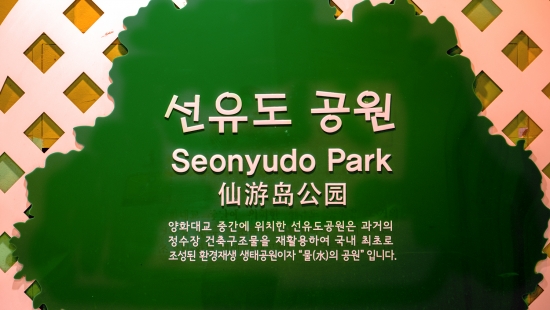 선유도 공원
Seonyudo Park
仙游岛公园
양화대교 중간에 위치한 선유도공원은 과거의
정수장 건축구조물을 재활용하여 국내 최초로
조성된 환경재생 생태공원이자 “물(水)의 공원” 입니다.